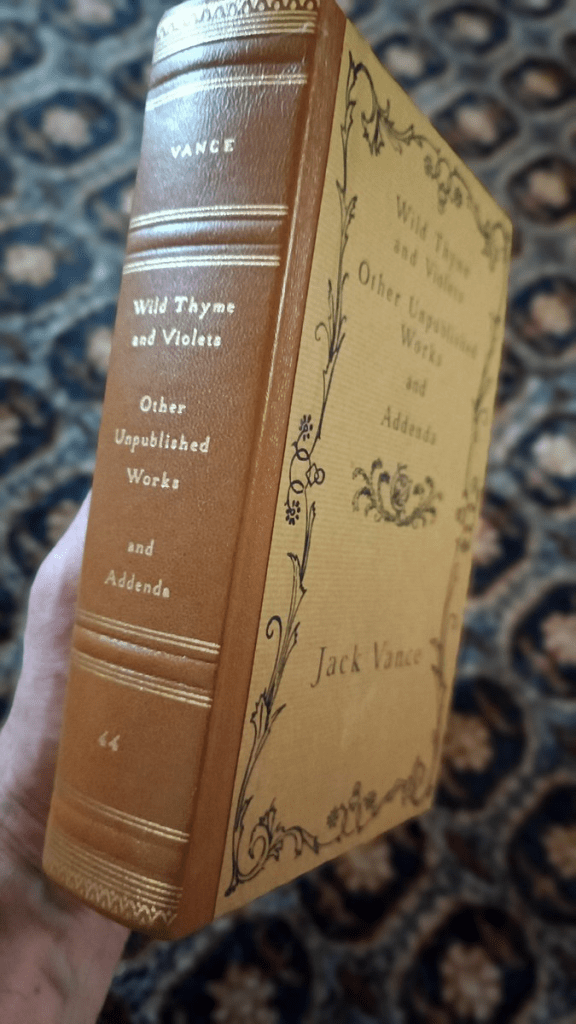 VANCE
Wild Thyme
and Violets
Other
Unpublished
Works
and
Addenda
44
Wild Thyme
and Violets
Other Unpublished
Works
and
Addenda
Jack Vance